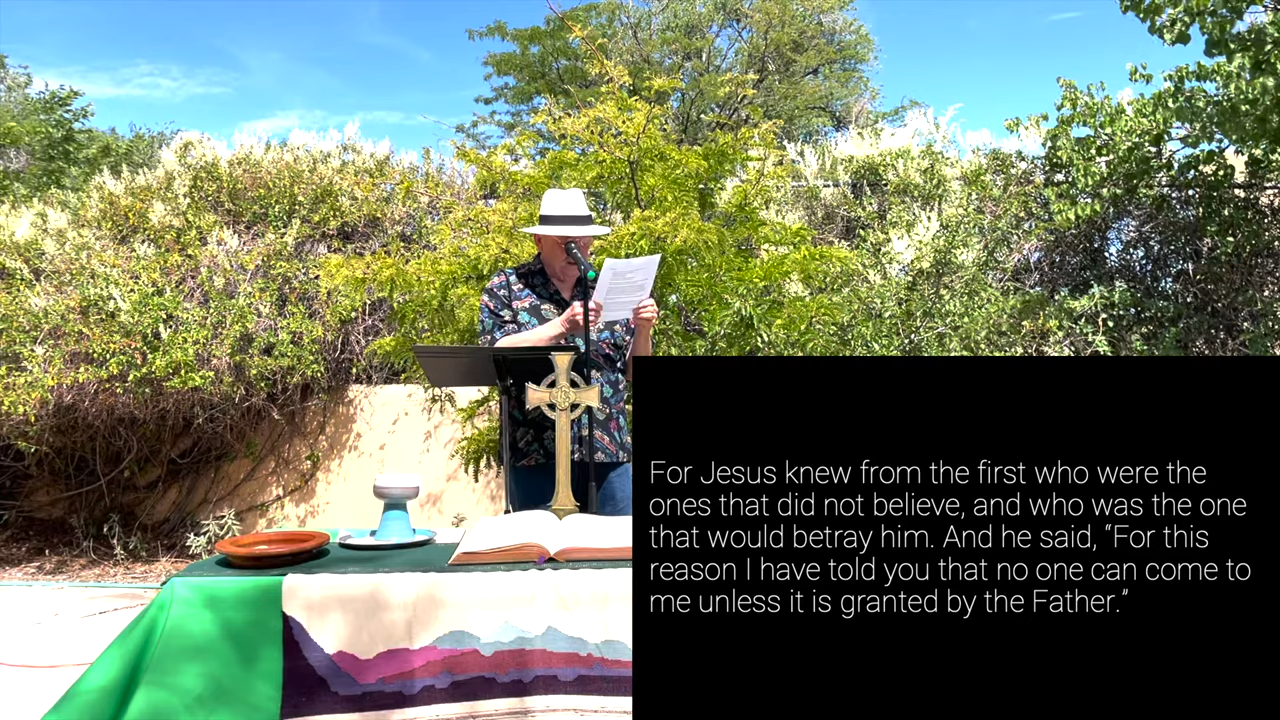 For Jesus knew from the first who were the
ones that did not believe, and who was the one
that would betray him. And he said, “For this
reason I have told you that no one can come to
me unless it is granted by the Father.”